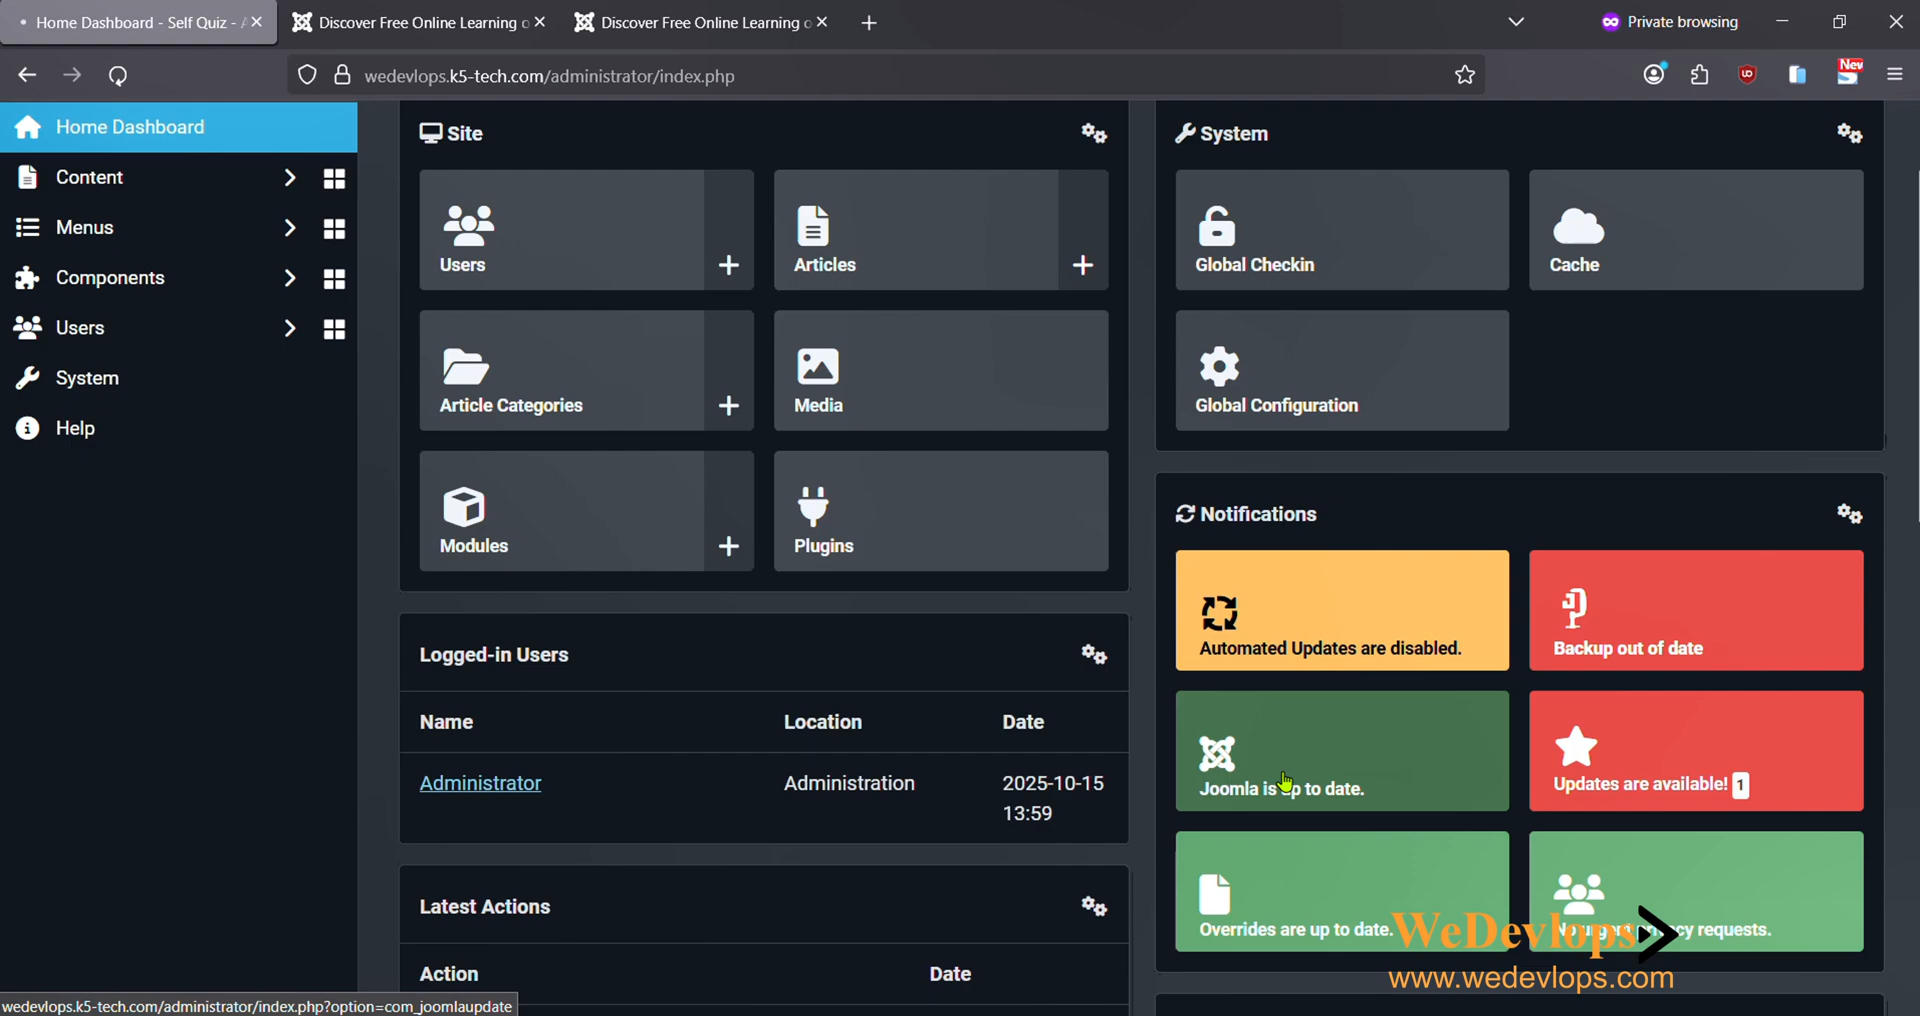 Home Dashboard - Self Quiz - A
Discover Free Online Learning o
Discover Free Online Learning o
Private browsing
wedevlops.k5-tech.com/administrator/index.php
New
Home Dashboard
Content
Menus
Components
Users
System
Help
Site
Users
Articles
Article Categories
Media
Modules
Plugins
Logged-in Users
Name Location Date
Administrator Administration 2025-10-15
13:59
Latest Actions
Action Date
System
Global Checkin
Cache
Global Configuration
Notifications
Automated Updates are disabled.
Backup out of date
Joomla is up to date.
Updates are available! 1
Overrides are up to date.
No urgent privacy requests.
WeDevlops
www.wedevlops.com
wedevlops.k5-tech.com/administrator/index.php?option=com_joomlaupdate